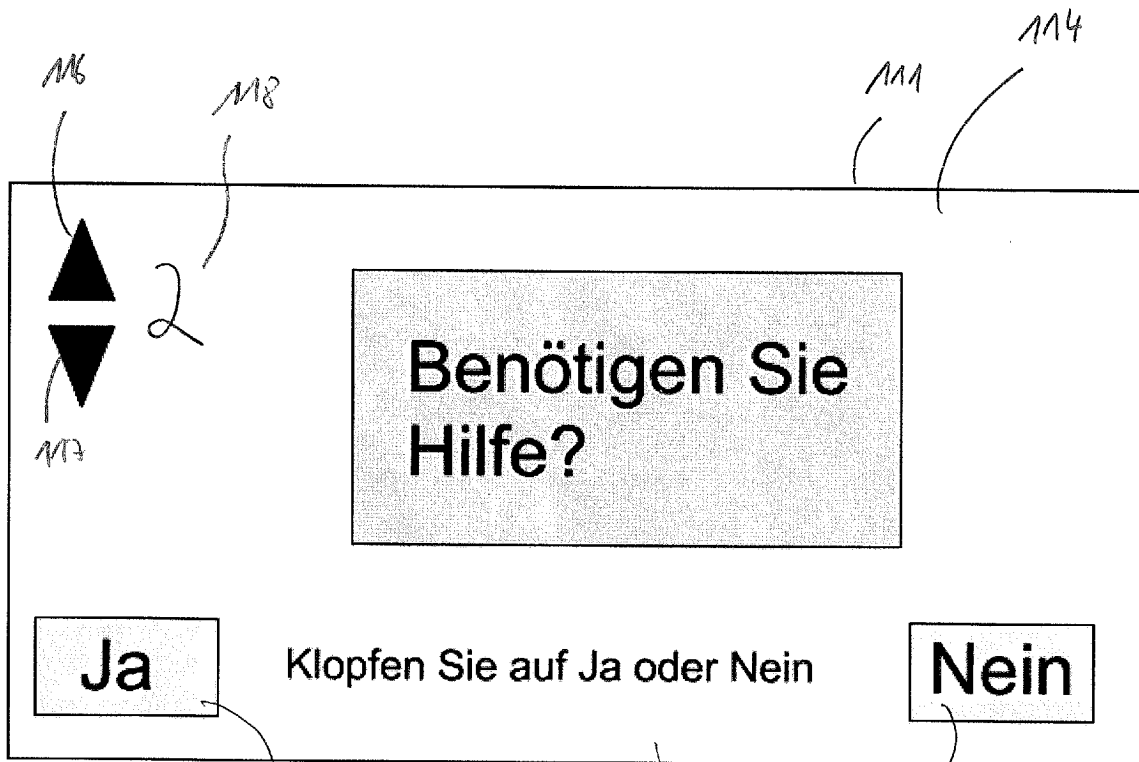 114
116
111
118
2
Benötigen Sie
Hilfe?
117
Ja
Klopfen Sie auf Ja oder Nein
Nein